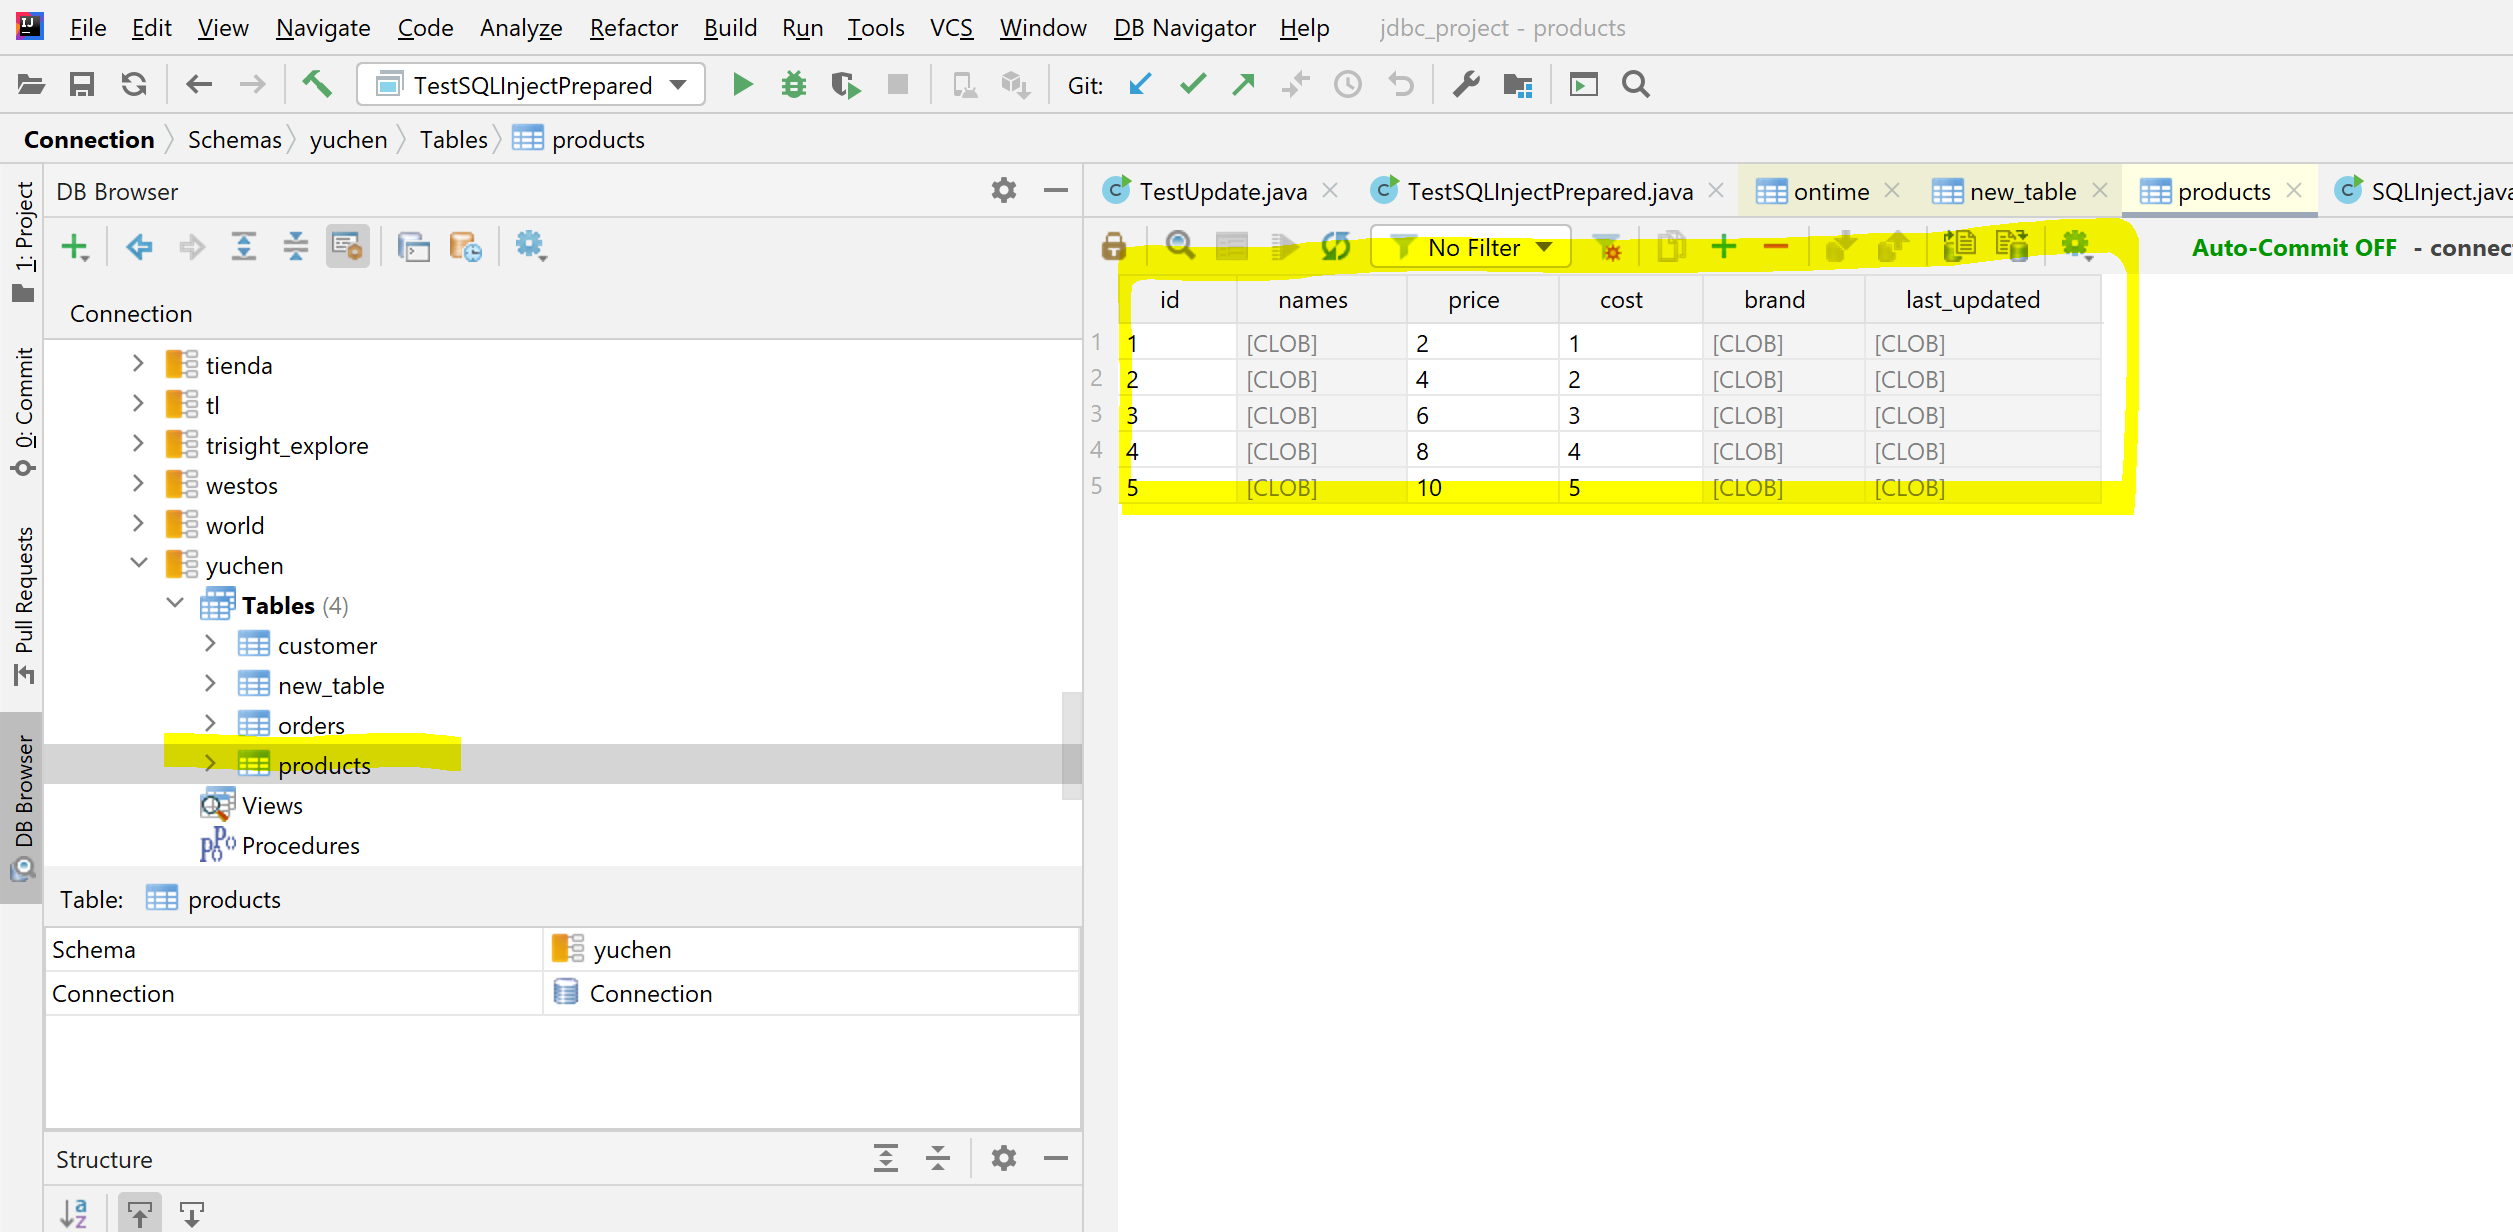 File Edit View Navigate Code Analyze Refactor Build Run Tools VCS Window DB Navigator Help jdbc_project - products
TestSQLInjectPrepared Git:
Connection Schemas yuchen Tables products
1: Project
0: Commit
Pull Requests
DB Browser
DB Browser
Connection
tienda
tl
trisight_explore
westos
world
yuchen
Tables (4)
customer
new_table
orders
products
Views
Procedures
Table: products
Schema yuchen
Connection Connection
Structure
TestUpdate.java TestSQLInjectPrepared.java ontime new_table products SQLInject.java
No Filter Auto-Commit OFF - connec
id names price cost brand last_updated
1 1 [CLOB] 2 1 [CLOB] [CLOB]
2 2 [CLOB] 4 2 [CLOB] [CLOB]
3 3 [CLOB] 6 3 [CLOB] [CLOB]
4 4 [CLOB] 8 4 [CLOB] [CLOB]
5 5 [CLOB] 10 5 [CLOB] [CLOB]